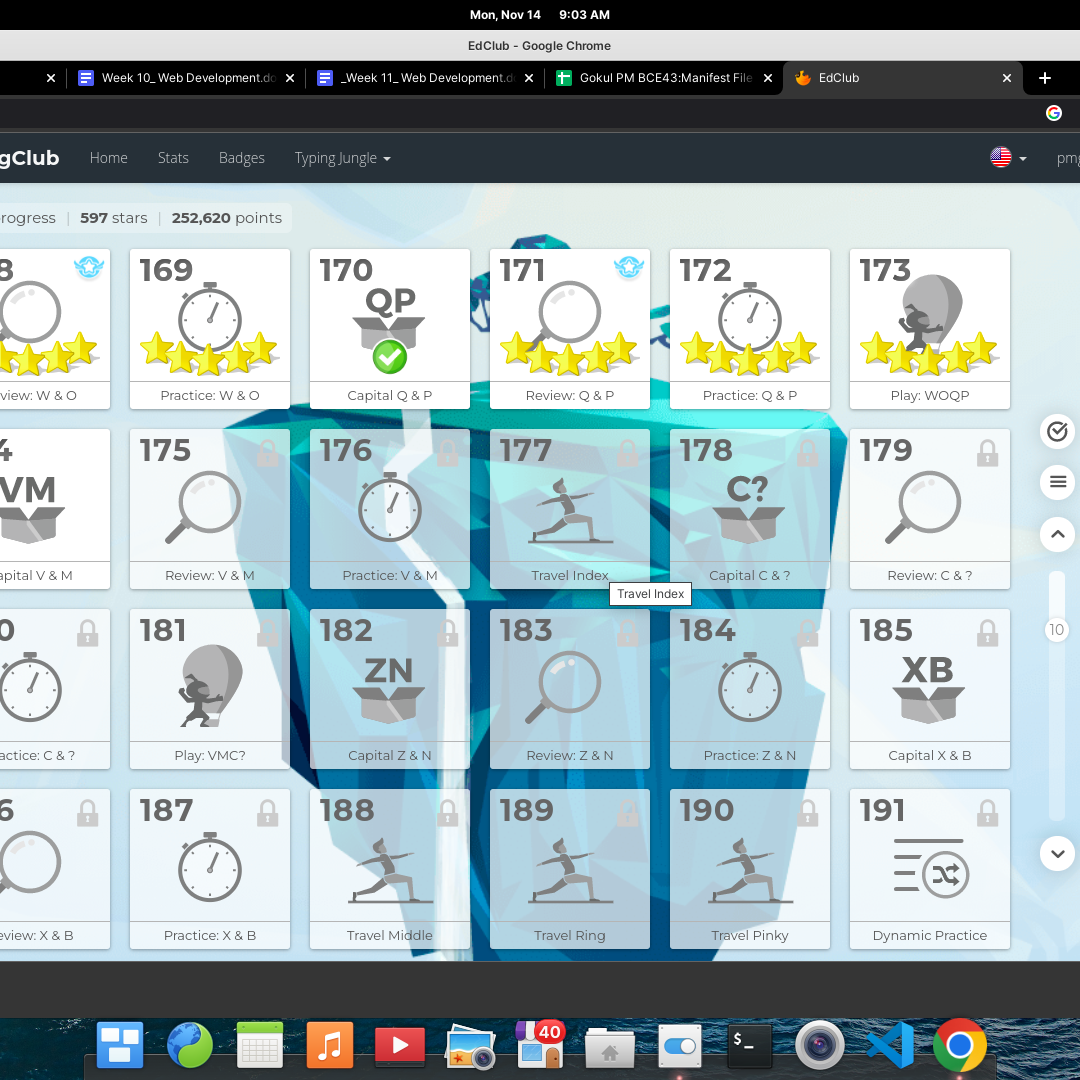 Mon, Nov 14 9:03 AM
EdClub - Google Chrome
Week 10_ Web Development.do
_Week 11_ Web Development.d
Gokul PM BCE43:Manifest File
EdClub
gClub Home Stats Badges Typing Jungle pmg
rogress | 597 stars | 252,620 points
8 169 170 171 172 173
QP
view: W & O Practice: W & O Capital Q & P Review: Q & P Practice: Q & P Play: WOQP
4 175 176 177 178 179
VM C?
apital V & M Review: V & M Practice: V & M Travel Index Capital C & ? Review: C & ?
Travel Index
0 181 182 183 184 185
10
ZN XB
actice: C & ? Play: VMC? Capital Z & N Review: Z & N Practice: Z & N Capital X & B
6 187 188 189 190 191
eview: X & B Practice: X & B Travel Middle Travel Ring Travel Pinky Dynamic Practice
40
$_